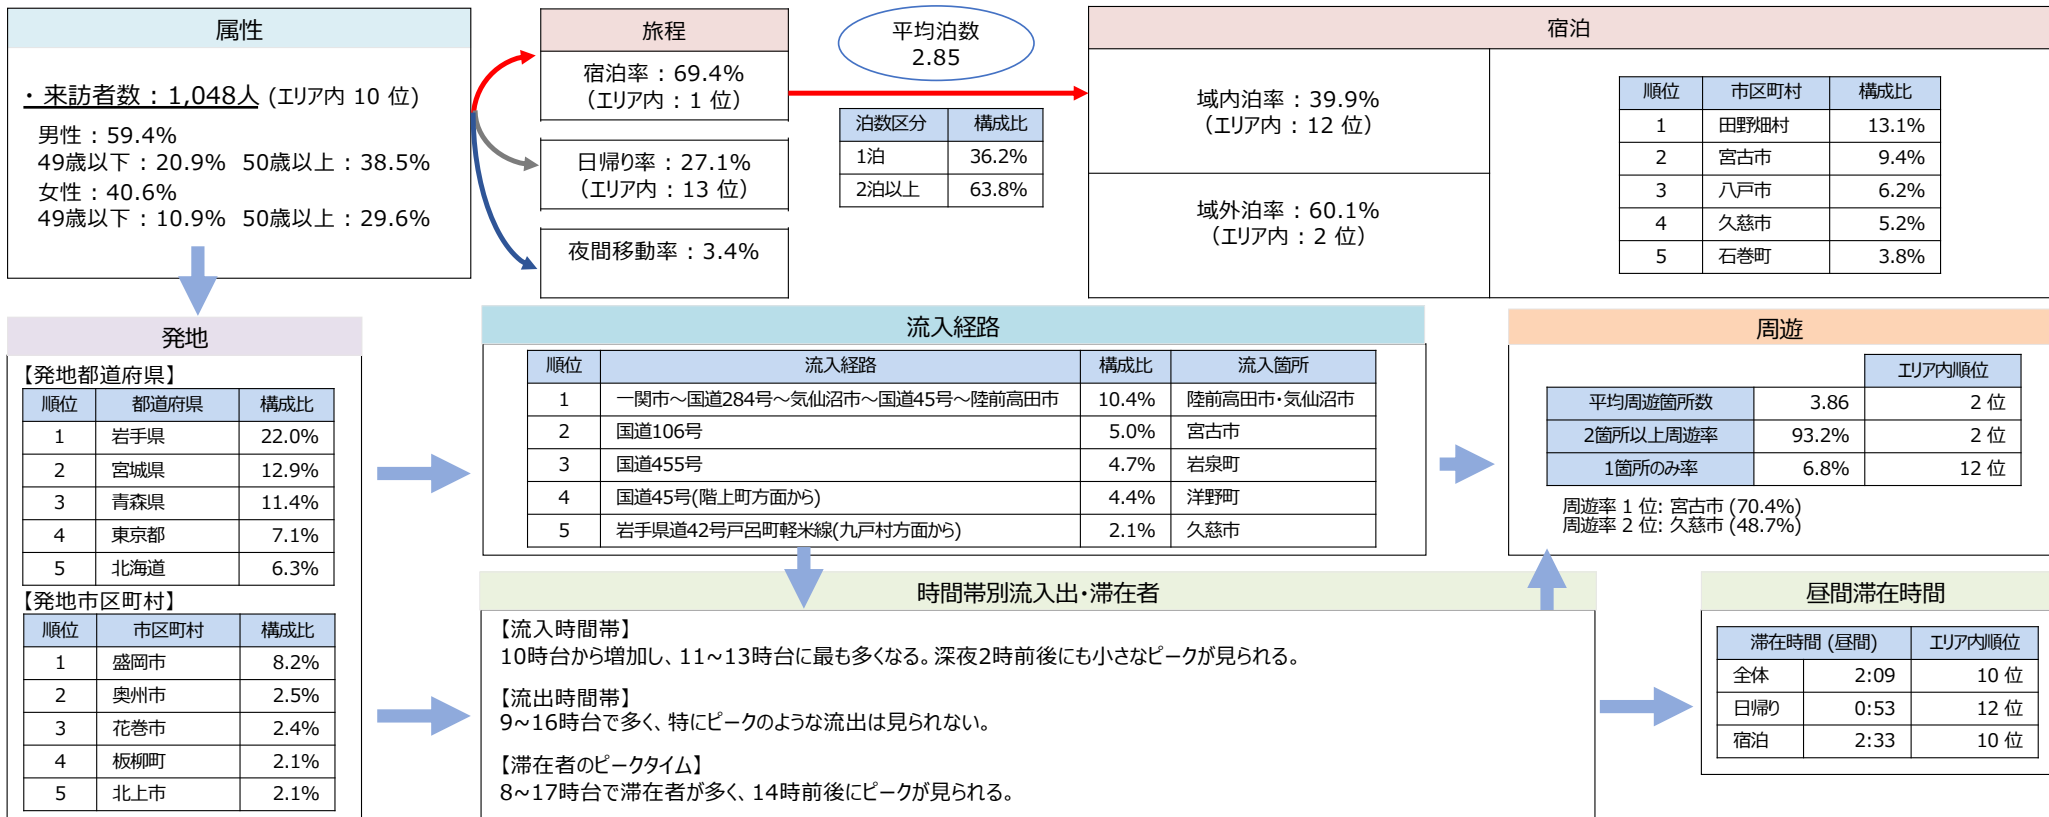 属性
・来訪者数：1,048人 (エリア内 10 位)
男性：59.4%
49歳以下：20.9% 50歳以上：38.5%
女性：40.6%
49歳以下：10.9% 50歳以上：29.6%
旅程
宿泊率：69.4%
（エリア内：1 位）
日帰り率：27.1%
（エリア内：13 位）
夜間移動率：3.4%
平均泊数
2.85
泊数区分 構成比
1泊 36.2%
2泊以上 63.8%
宿泊
域内泊率：39.9%
（エリア内：12 位）
域外泊率：60.1%
（エリア内：2 位）
順位 市区町村 構成比
1 田野畑村 13.1%
2 宮古市 9.4%
3 八戸市 6.2%
4 久慈市 5.2%
5 石巻町 3.8%
発地
【発地都道府県】
順位 都道府県 構成比
1 岩手県 22.0%
2 宮城県 12.9%
3 青森県 11.4%
4 東京都 7.1%
5 北海道 6.3%
【発地市区町村】
順位 市区町村 構成比
1 盛岡市 8.2%
2 奥州市 2.5%
3 花巻市 2.4%
4 板柳町 2.1%
5 北上市 2.1%
流入経路
順位 流入経路 構成比 流入箇所
1 一関市～国道284号～気仙沼市～国道45号～陸前高田市 10.4% 陸前高田市・気仙沼市
2 国道106号 5.0% 宮古市
3 国道455号 4.7% 岩泉町
4 国道45号(階上町方面から) 4.4% 洋野町
5 岩手県道42号戸呂町軽米線(九戸村方面から) 2.1% 久慈市
周遊
エリア内順位
平均周遊箇所数 3.86 2 位
2箇所以上周遊率 93.2% 2 位
1箇所のみ率 6.8% 12 位
周遊率 1 位: 宮古市 (70.4%)
周遊率 2 位: 久慈市 (48.7%)
時間帯別流入出・滞在者
【流入時間帯】
10時台から増加し、11~13時台に最も多くなる。深夜2時前後にも小さなピークが見られる。
【流出時間帯】
9~16時台で多く、特にピークのような流出は見られない。
【滞在者のピークタイム】
8~17時台で滞在者が多く、14時前後にピークが見られる。
昼間滞在時間
滞在時間 (昼間) エリア内順位
全体 2:09 10 位
日帰り 0:53 12 位
宿泊 2:33 10 位